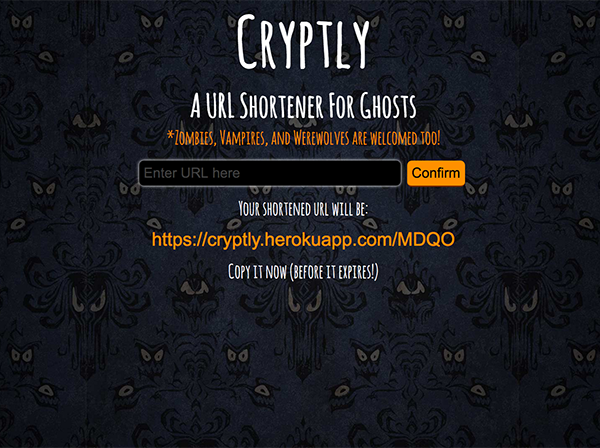 Cryptly
A URL Shortener For Ghosts
*Zombies, Vampires, and Werewolves are welcomed too!
Enter URL here Confirm
Your shortened url will be:
https://cryptly.herokuapp.com/MDQO
Copy it now (before it expires!)